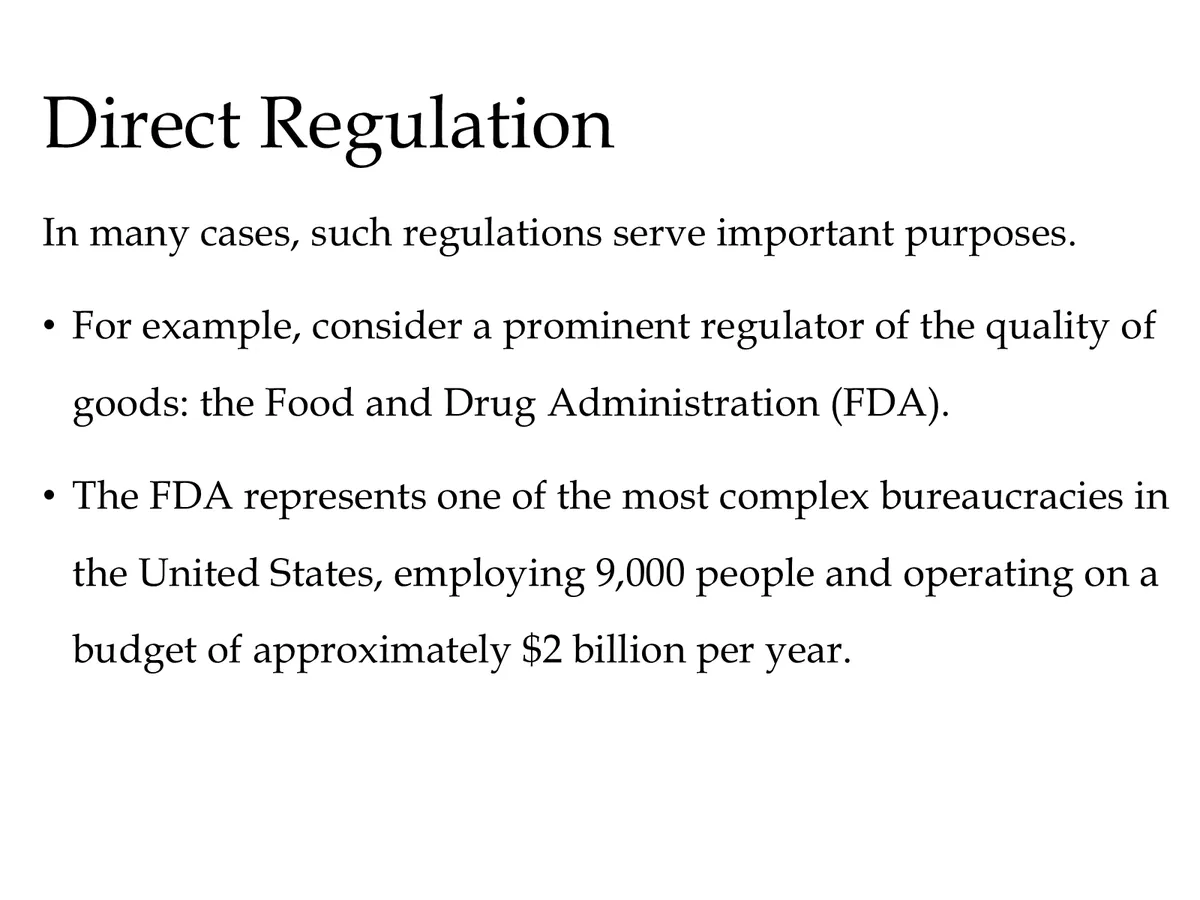 Direct Regulation
In many cases, such regulations serve important purposes.
• For example, consider a prominent regulator of the quality of
goods: the Food and Drug Administration (FDA).
• The FDA represents one of the most complex bureaucracies in
the United States, employing 9,000 people and operating on a
budget of approximately $2 billion per year.